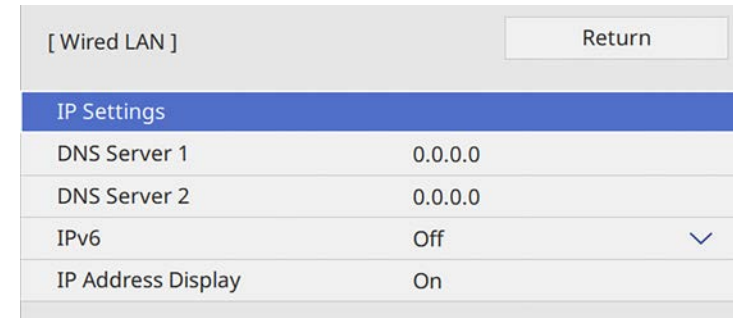 [ Wired LAN ]
Return
IP Settings
DNS Server 1 0.0.0.0
DNS Server 2 0.0.0.0
IPv6 Off
IP Address Display On